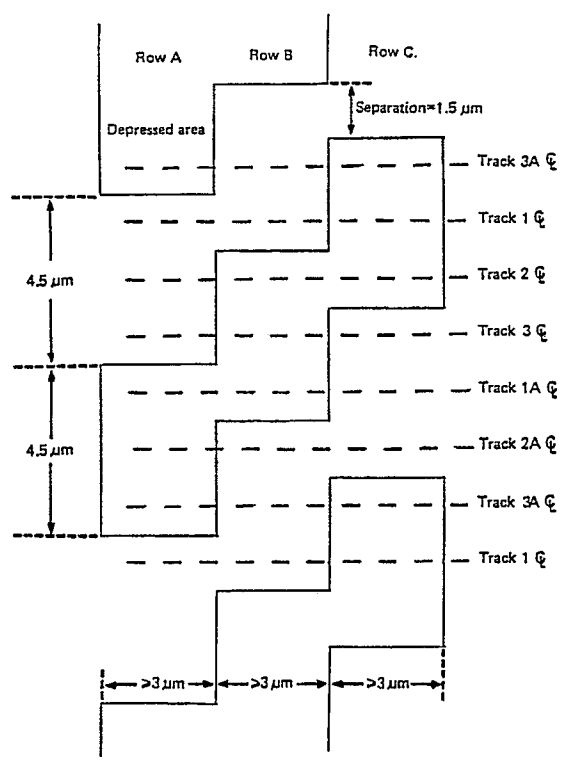 Row A
Row B
Row C.
Separation=1.5 µm
Depressed area
Track 3A ℄
Track 1 ℄
Track 2 ℄
4.5 µm
Track 3 ℄
Track 1A ℄
4.5 µm
Track 2A ℄
Track 3A ℄
Track 1 ℄
>3 µm
>3 µm
>3 µm